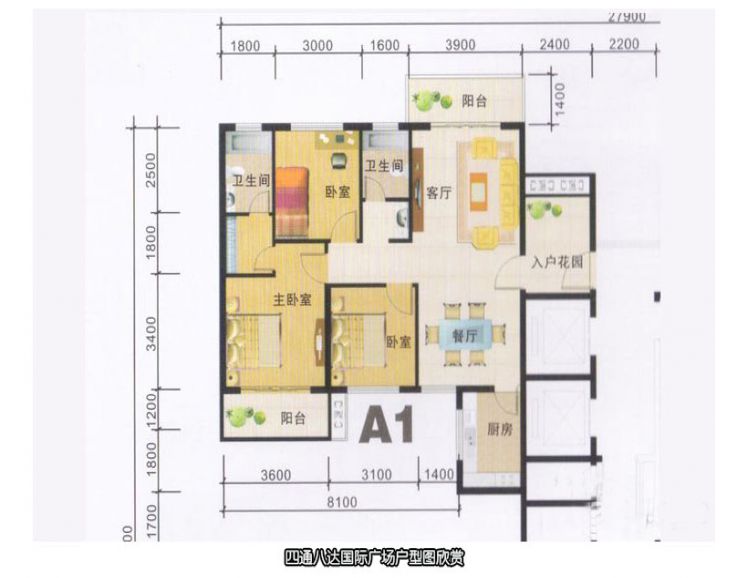 27900
1800 3000 1600 3900 2400 2200
阳台
1400
2500
卫生间
卧室
卫生间
客厅
1800
入户花园
主卧室
3400
卧室
餐厅
1200
阳台
A1
厨房
1800
3600 3100 1400
8100
1700
00
四通八达国际广场户型图欣赏